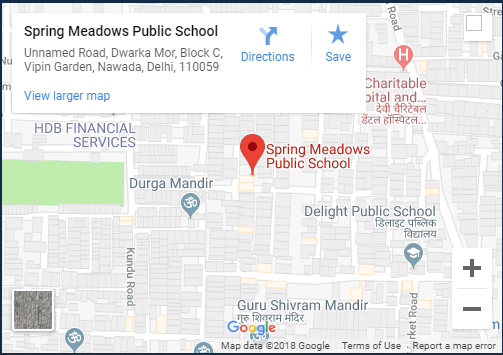 Spring Meadows Public School
Unnamed Road, Dwarka Mor, Block C,
Vipin Garden, Nawada, Delhi, 110059
View larger map
Directions
Save
Road
H
Charitable
pital and...
देवी चैरिटेबल
डेंटल हॉस्पिटल...
HDB FINANCIAL
SERVICES
Spring Meadows
Public School
Durga Mandir
ॐ
Delight Public School
डिलाइट पब्लिक
विद्यालय
Kundu Road
Guru Shivram Mandir
गुरु शिवराम मंदिर
ॐ
rket Road
Google
Map data ©2018 Google
Terms of Use
Report a map error